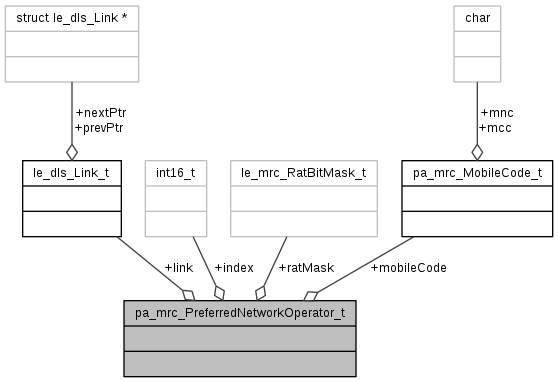 struct le_dls_Link *
char
+nextPtr
+prevPtr
+mnc
+mcc
le_dls_Link_t
int16_t
le_mrc_RatBitMask_t
pa_mrc_MobileCode_t
+link
+index
+ratMask
+mobileCode
pa_mrc_PreferredNetworkOperator_t